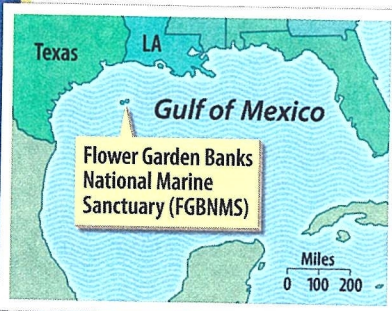 Texas
LA
Gulf of Mexico
Flower Garden Banks
National Marine
Sanctuary (FGBNMS)
Miles
0 100 200